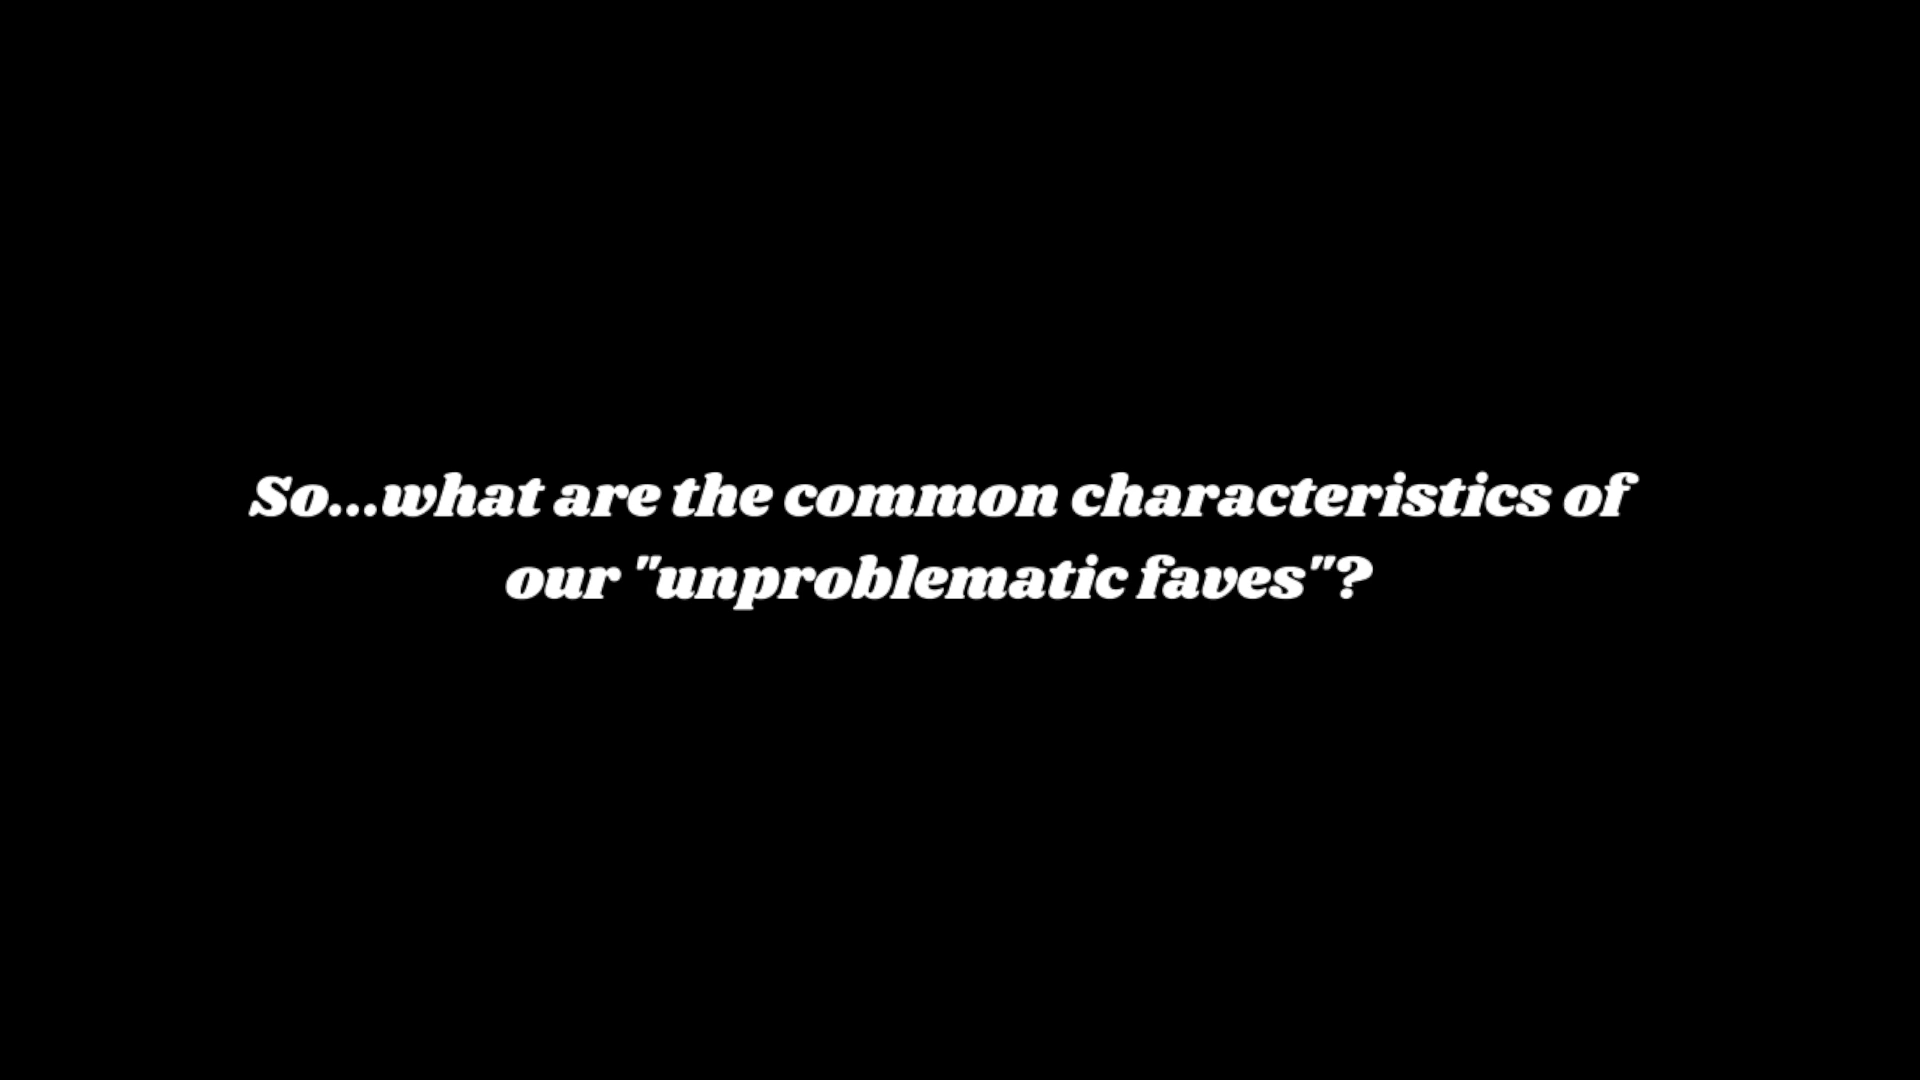 So...what are the common characteristics of
our "unproblematic faves"?